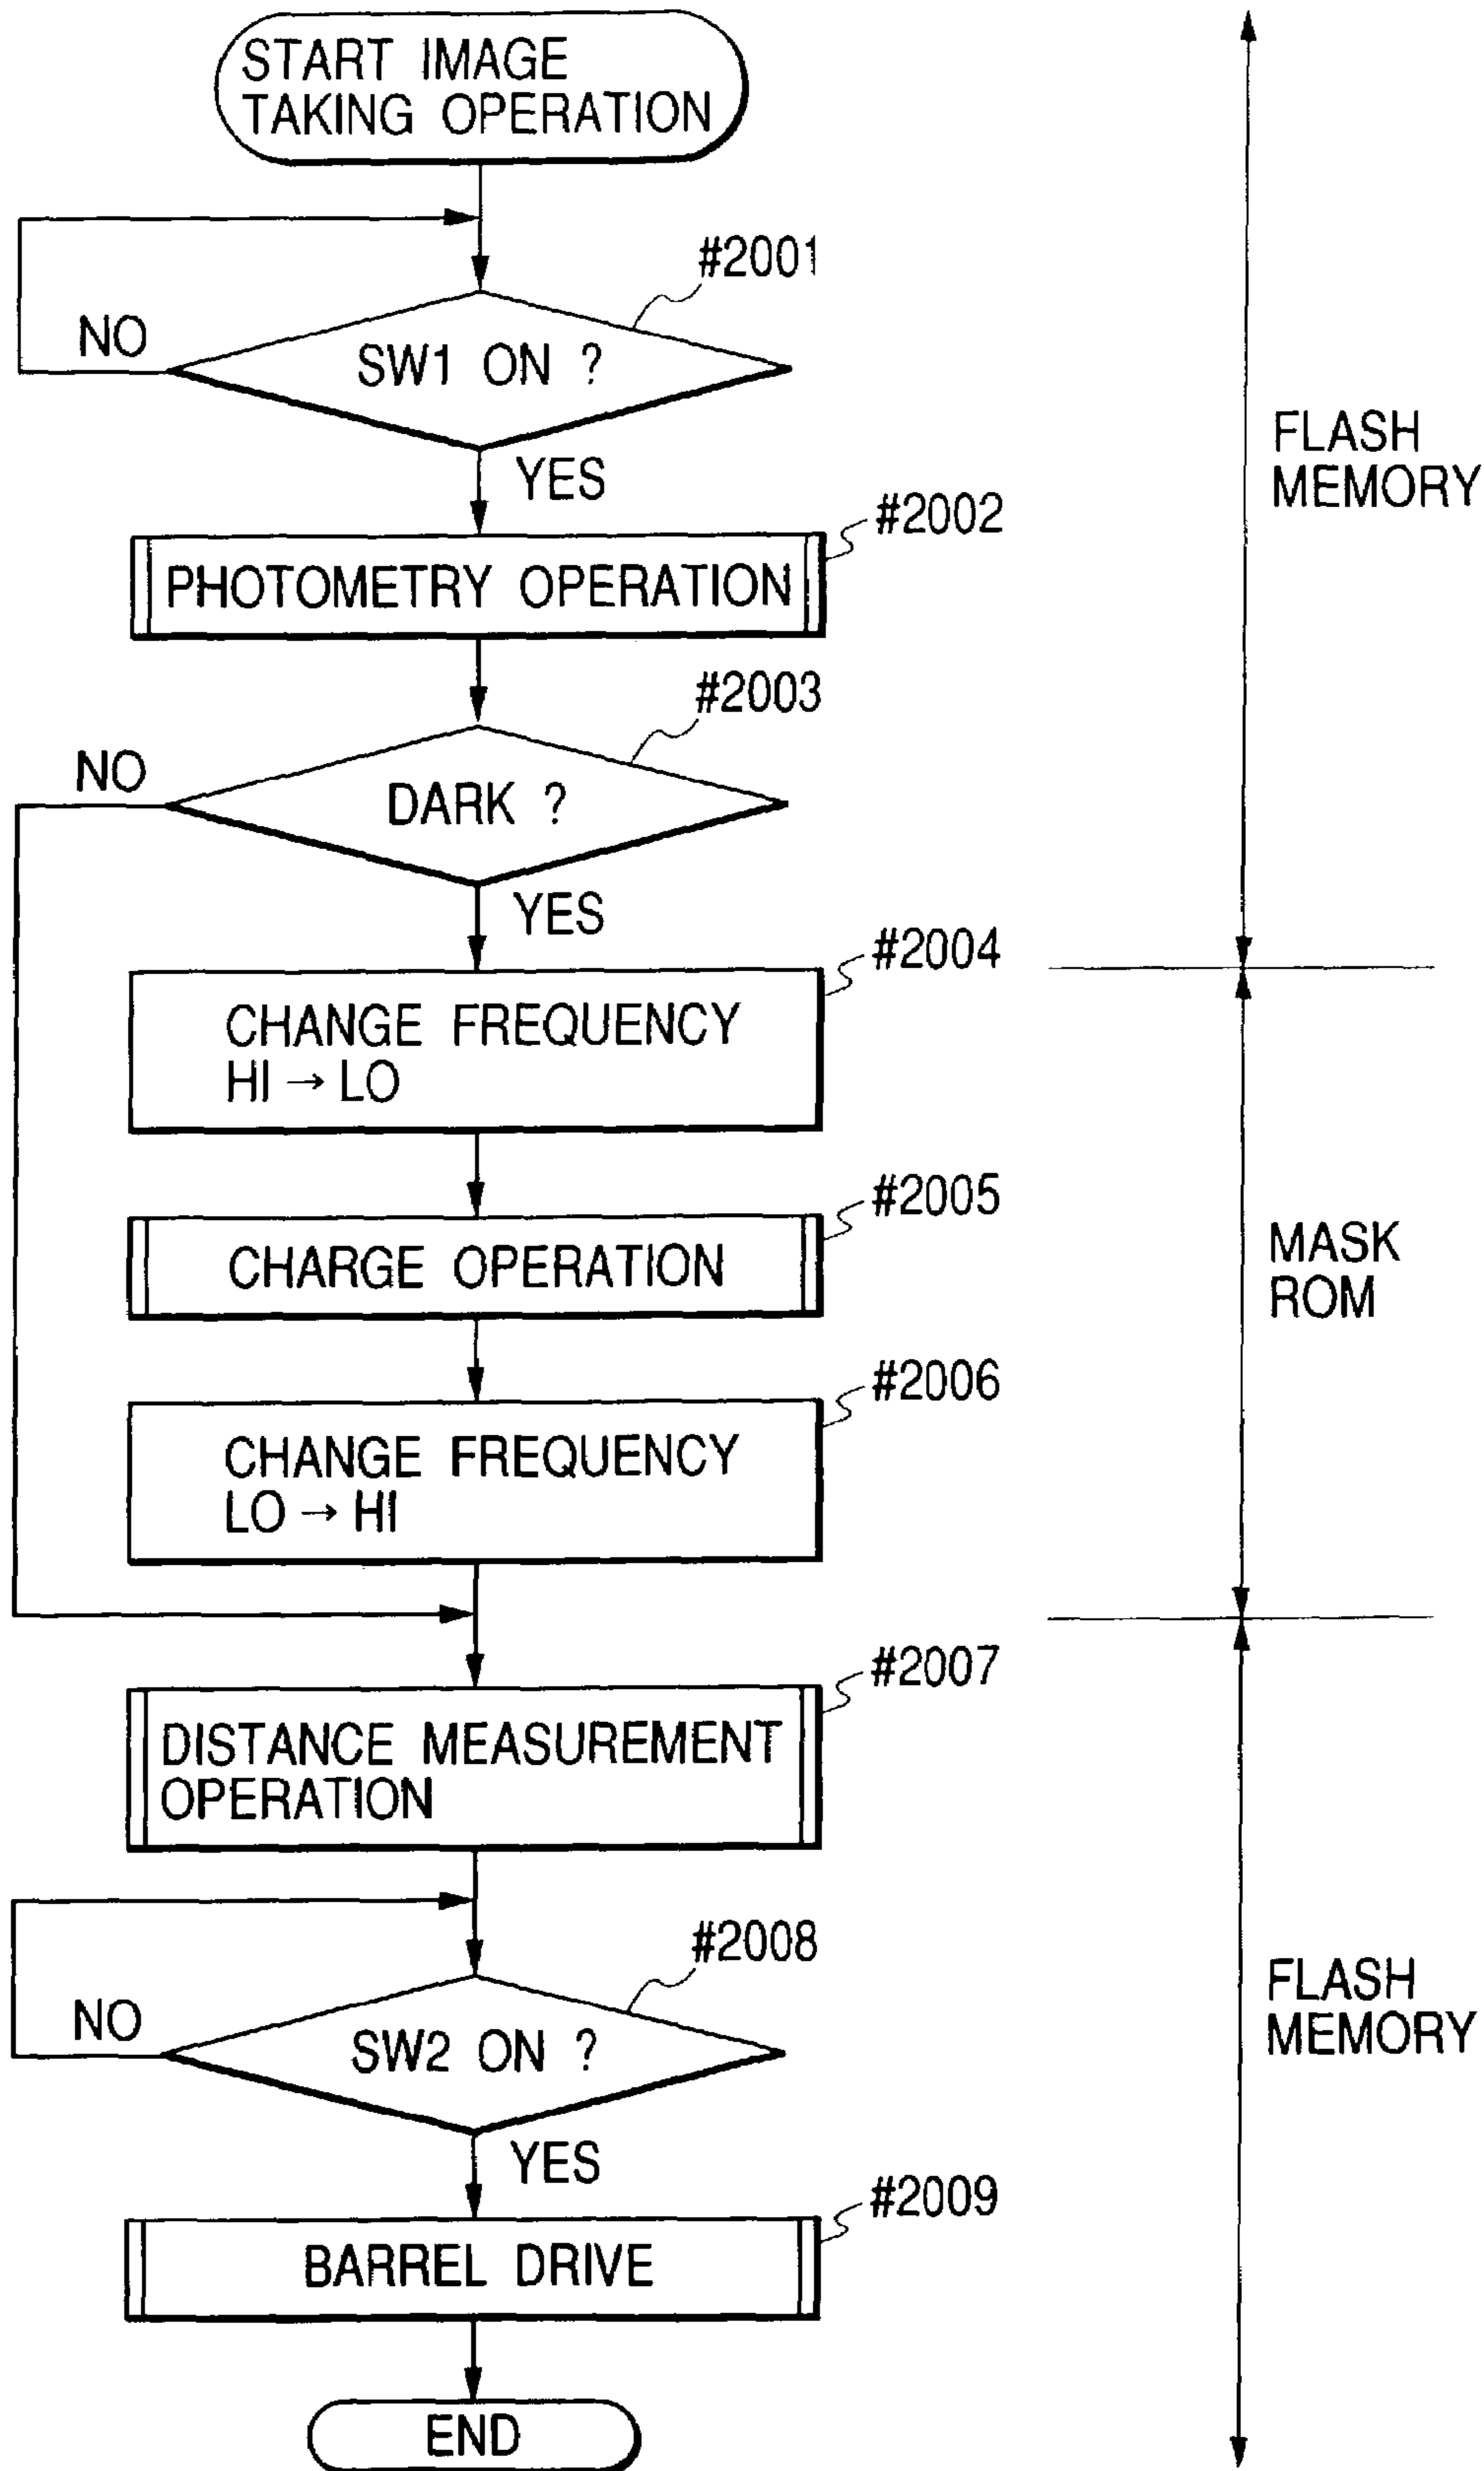 START IMAGE
TAKING OPERATION
#2001
NO
SW1 ON ?
YES
FLASH
MEMORY
#2002
PHOTOMETRY OPERATION
#2003
NO
DARK ?
YES
#2004
CHANGE FREQUENCY
HI → LO
#2005
CHARGE OPERATION
MASK
ROM
#2006
CHANGE FREQUENCY
LO → HI
#2007
DISTANCE MEASUREMENT
OPERATION
#2008
NO
SW2 ON ?
YES
FLASH
MEMORY
#2009
BARREL DRIVE
END